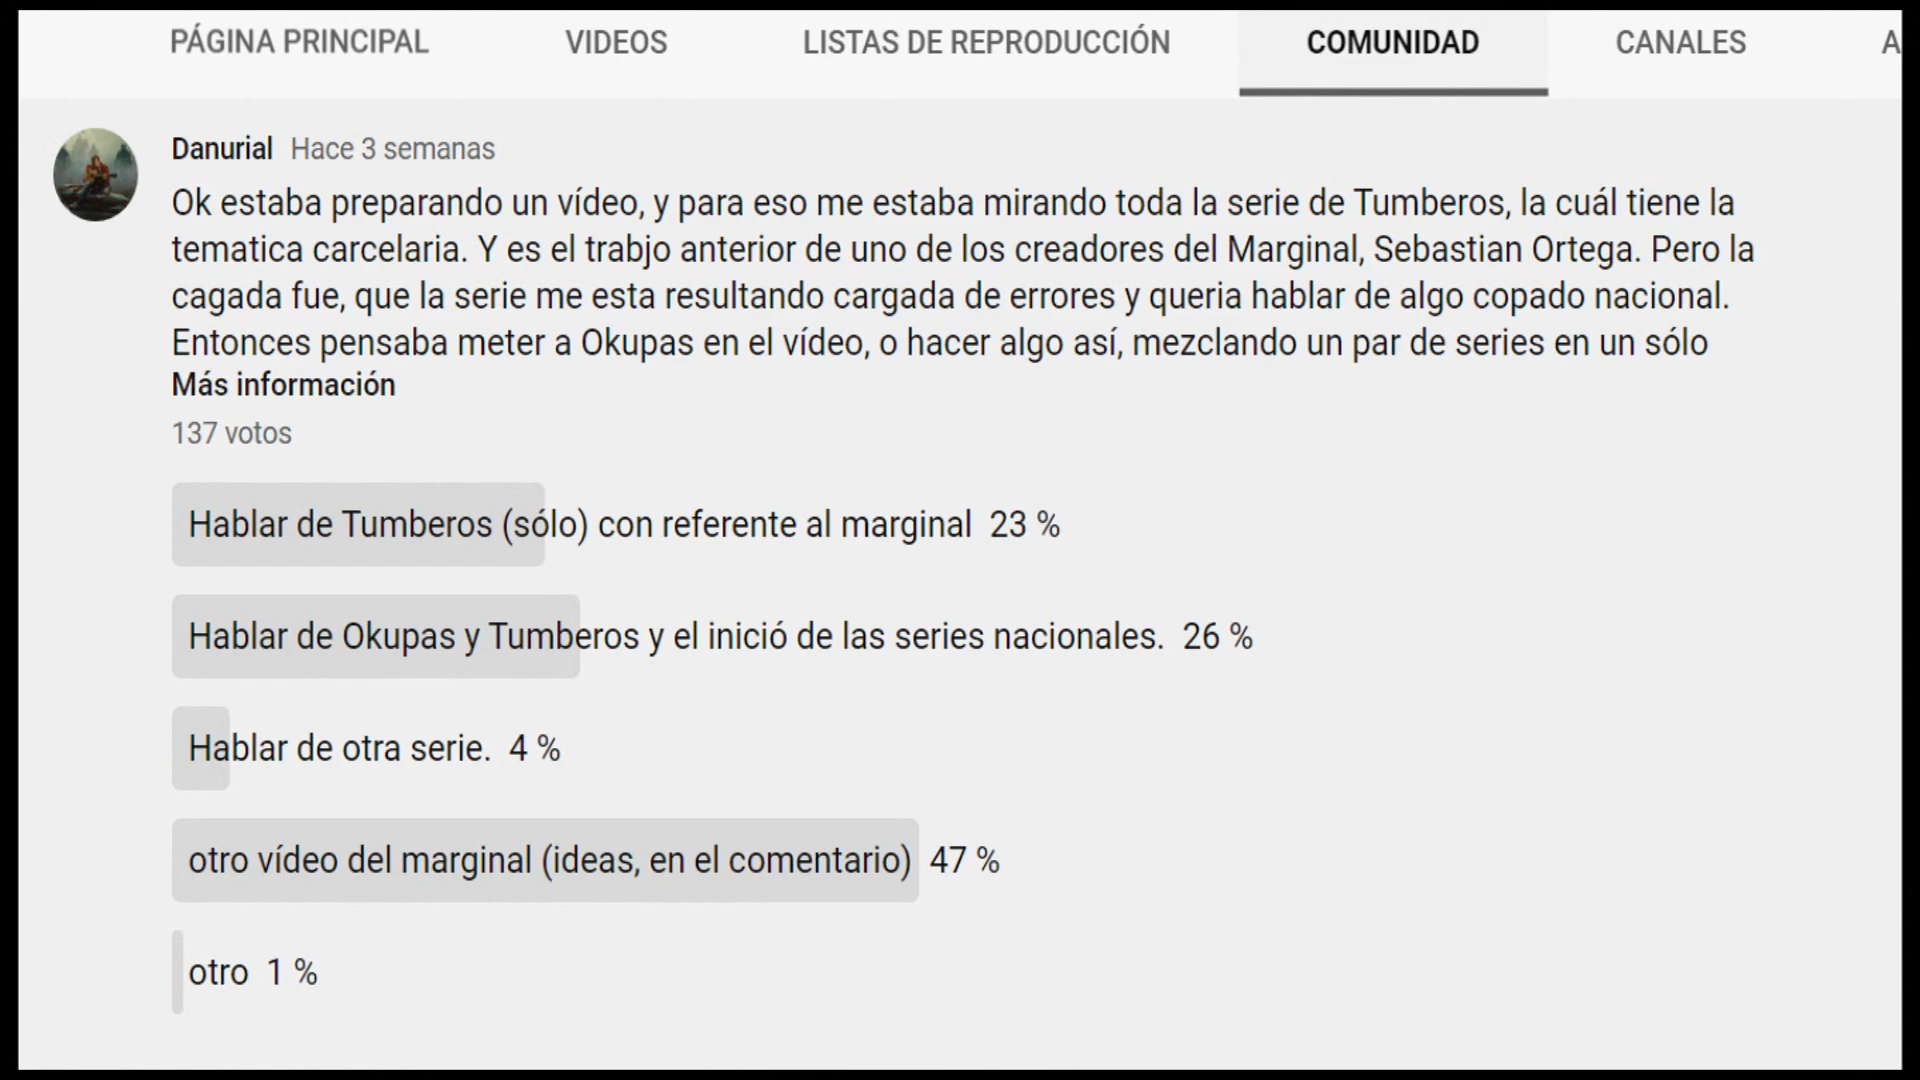 PÁGINA PRINCIPAL VIDEOS LISTAS DE REPRODUCCIÓN COMUNIDAD CANALES A
Danurial Hace 3 semanas
Ok estaba preparando un vídeo, y para eso me estaba mirando toda la serie de Tumberos, la cuál tiene la
tematica carcelaria. Y es el trabjo anterior de uno de los creadores del Marginal, Sebastian Ortega. Pero la
cagada fue, que la serie me esta resultando cargada de errores y queria hablar de algo copado nacional.
Entonces pensaba meter a Okupas en el vídeo, o hacer algo así, mezclando un par de series en un sólo
Más información
137 votos
Hablar de Tumberos (sólo) con referente al marginal 23 %
Hablar de Okupas y Tumberos y el inició de las series nacionales. 26 %
Hablar de otra serie. 4 %
otro vídeo del marginal (ideas, en el comentario) 47 %
otro 1 %